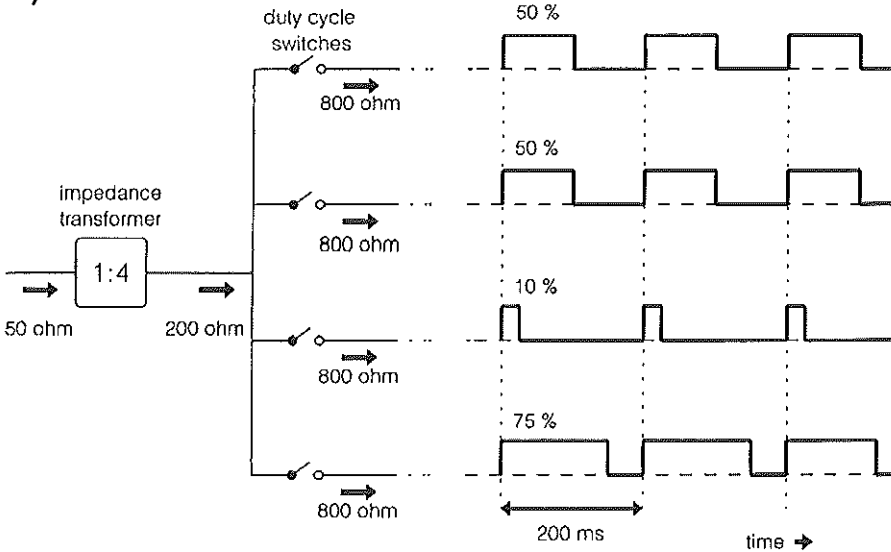 duty cycle
switches
50 %
800 ohm
50 %
800 ohm
impedance
transformer
1:4
50 ohm
200 ohm
10 %
800 ohm
75 %
800 ohm
200 ms
time